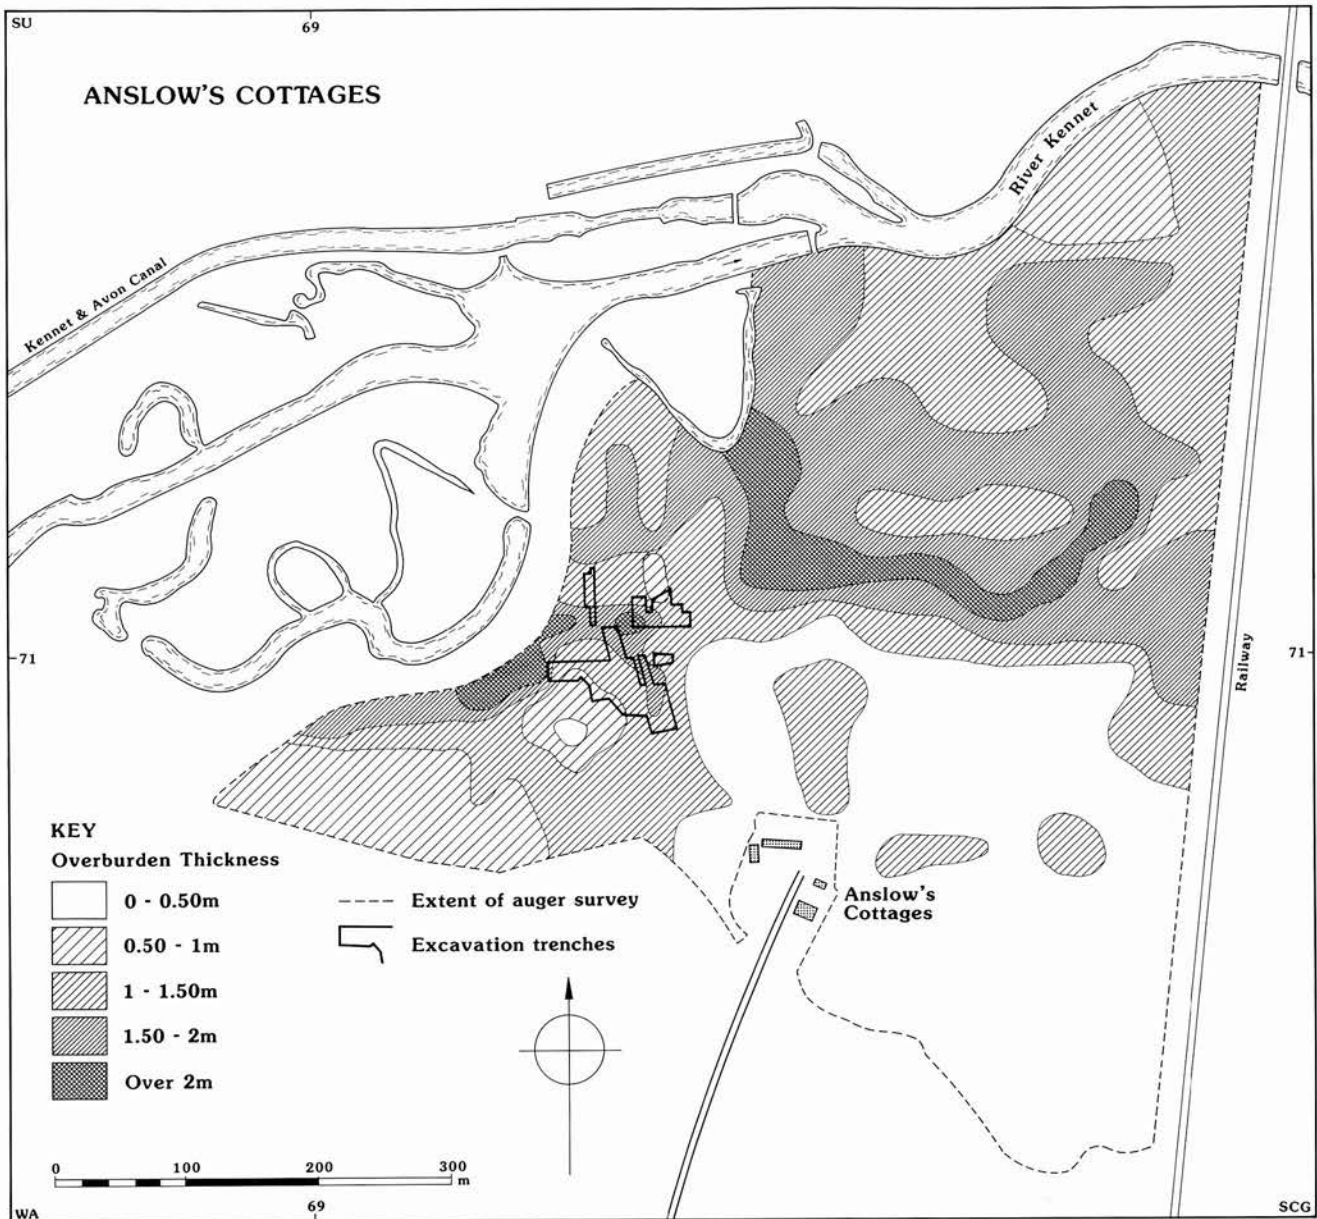 SU
69
ANSLOW'S COTTAGES
River Kennet
Kennet & Avon Canal
71
71
Railway
KEY
Overburden Thickness
0 - 0.50m
0.50 - 1m
1 - 1.50m
1.50 - 2m
Over 2m
Extent of auger survey
Excavation trenches
Anslow's
Cottages
0 100 200 300
m
WA
69
SCG